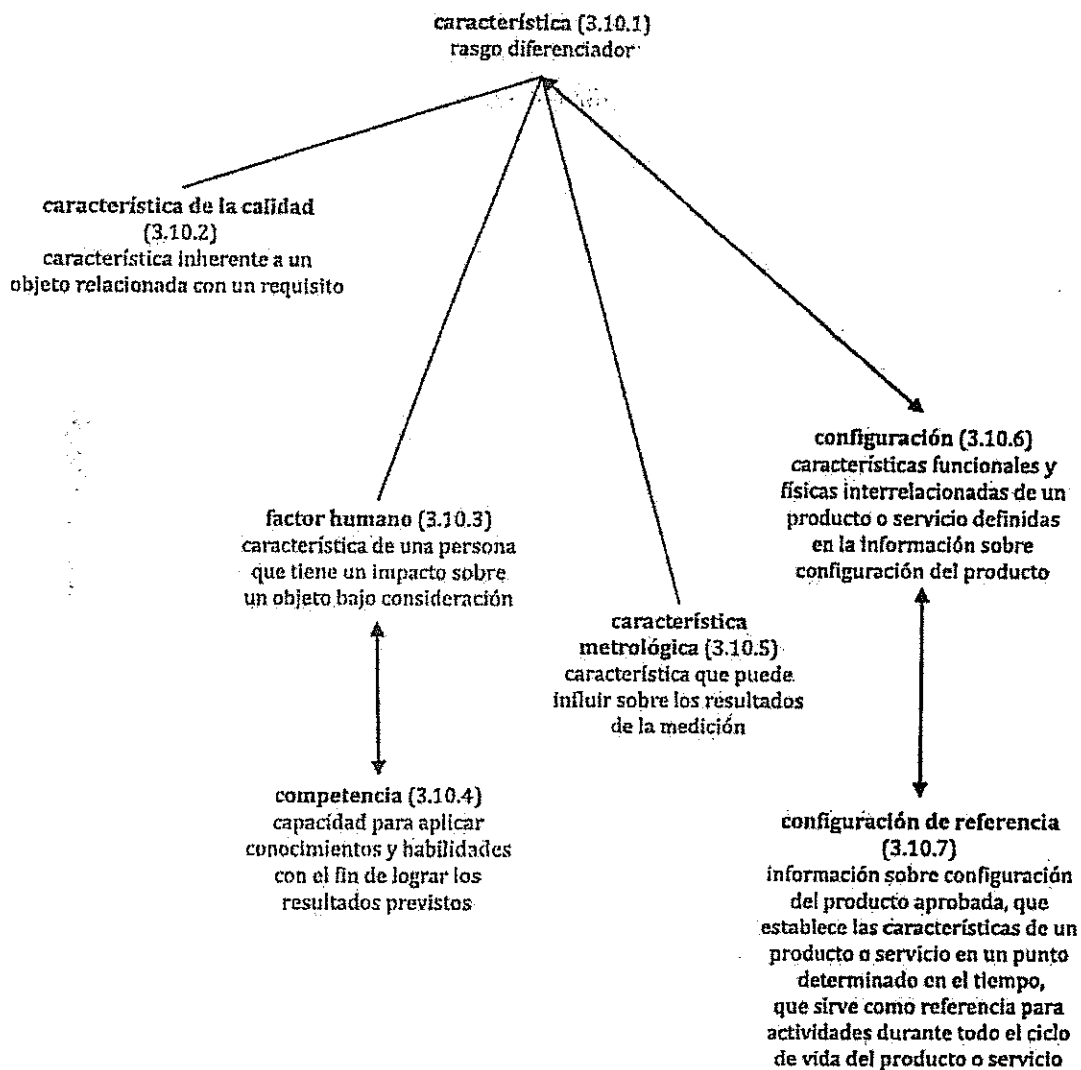 característica (3.10.1)
rasgo diferenciador
característica de la calidad
(3.10.2)
característica inherente a un
objeto relacionada con un requisito
factor humano (3.10.3)
característica de una persona
que tiene un impacto sobre
un objeto bajo consideración
competencia (3.10.4)
capacidad para aplicar
conocimientos y habilidades
con el fin de lograr los
resultados previstos
característica
metrológica (3.10.5)
característica que puede
influir sobre los resultados
de la medición
configuración (3.10.6)
características funcionales y
físicas interrelacionadas de un
producto o servicio definidas
en la información sobre
configuración del producto
configuración de referencia
(3.10.7)
información sobre configuración
del producto aprobada, que
establece las características de un
producto o servicio en un punto
determinado en el tiempo,
que sirve como referencia para
actividades durante todo el ciclo
de vida del producto o servicio